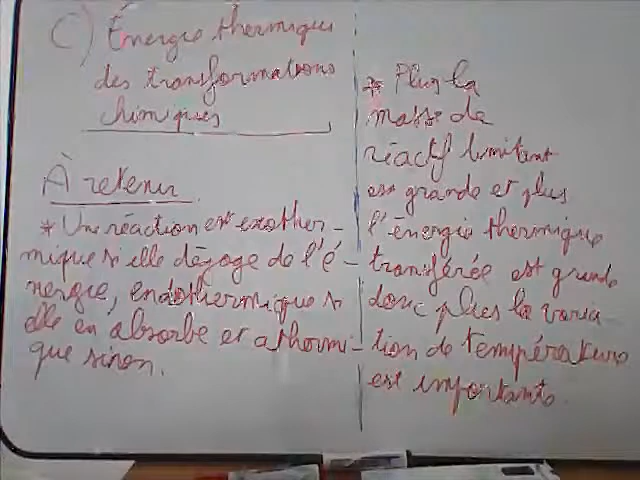 C) Énergie thermique
des transformations
chimiques
À retenir
* Une réaction est exother-
mique si elle dégage de l'é-
nergie, endothermique si
elle en absorbe et athermi-
que sinon.
* Plus la
masse de
réactif limitant
est grande et plus
l'énergie thermique
transférée est grande
donc plus la varia-
tion de température
est importante.